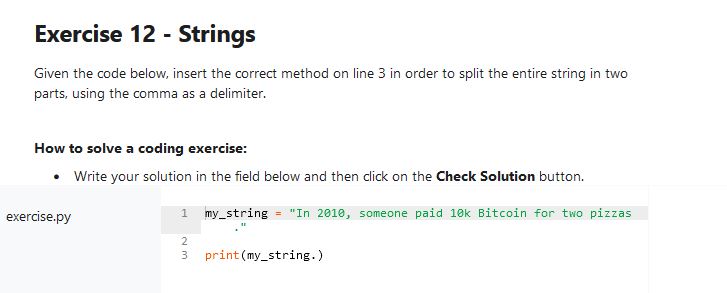 Exercise 12 - Strings
Given the code below, insert the correct method on line 3 in order to split the entire string in two
parts, using the comma as a delimiter.
How to solve a coding exercise:
• Write your solution in the field below and then click on the Check Solution button.
exercise.py
1 my_string = "In 2010, someone paid 10k Bitcoin for two pizzas
."
2
3 print(my_string.)